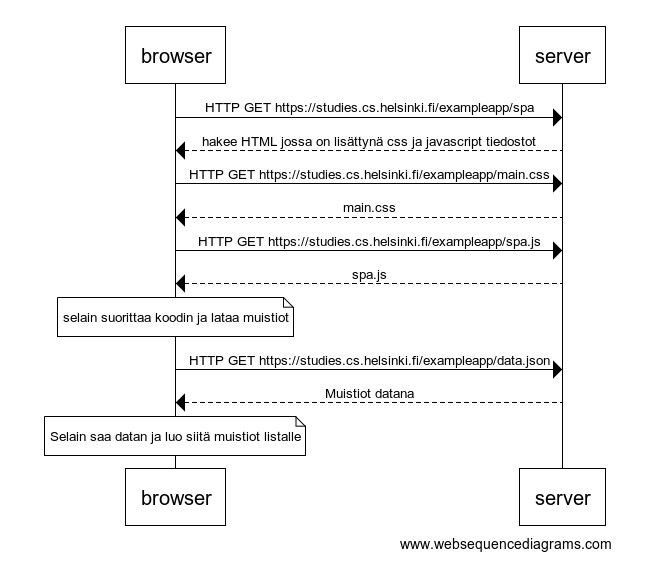 browser
server
HTTP GET https://studies.cs.helsinki.fi/exampleapp/spa
hakee HTML jossa on lisättynä css ja javascript tiedostot
HTTP GET https://studies.cs.helsinki.fi/exampleapp/main.css
main.css
HTTP GET https://studies.cs.helsinki.fi/exampleapp/spa.js
spa.js
selain suorittaa koodin ja lataa muistiot
HTTP GET https://studies.cs.helsinki.fi/exampleapp/data.json
Muistiot datana
Selain saa datan ja luo siitä muistiot listalle
browser
server
www.websequencediagrams.com